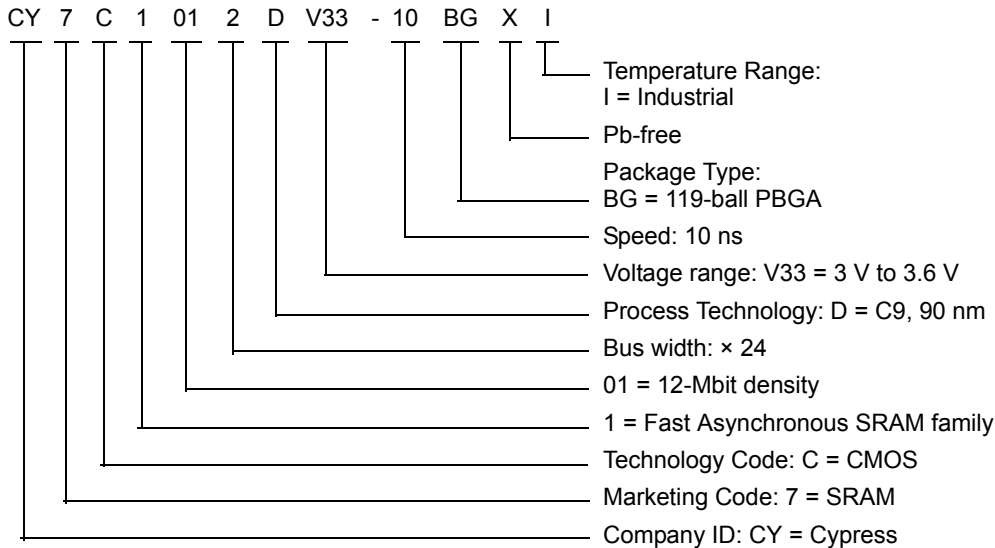 CY 7 C 1 01 2 D V33 - 10 BG X I
Temperature Range:
I = Industrial
Pb-free
Package Type:
BG = 119-ball PBGA
Speed: 10 ns
Voltage range: V33 = 3 V to 3.6 V
Process Technology: D = C9, 90 nm
Bus width: × 24
01 = 12-Mbit density
1 = Fast Asynchronous SRAM family
Technology Code: C = CMOS
Marketing Code: 7 = SRAM
Company ID: CY = Cypress